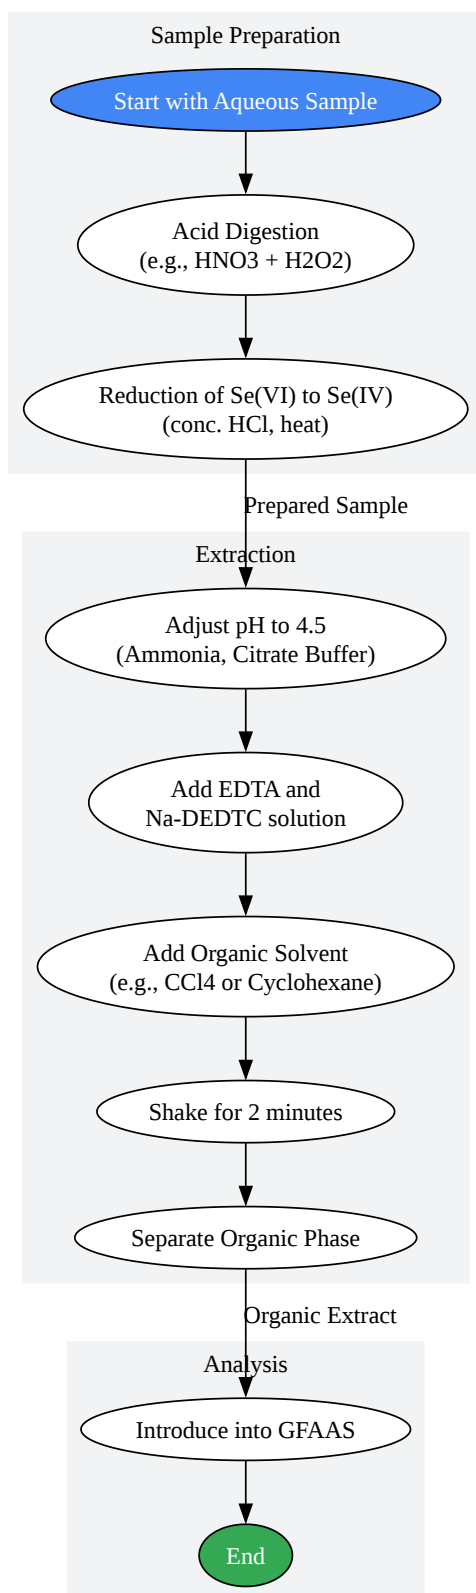 Sample Preparation
Start with Aqueous Sample
Acid Digestion
(e.g., HNO3 + H2O2)
Reduction of Se(VI) to Se(IV)
(conc. HCl, heat)
Prepared Sample
Extraction
Adjust pH to 4.5
(Ammonia, Citrate Buffer)
Add EDTA and
Na-DEDTC solution
Add Organic Solvent
(e.g., CCl4 or Cyclohexane)
Shake for 2 minutes
Separate Organic Phase
Organic Extract
Analysis
Introduce into GFAAS
End